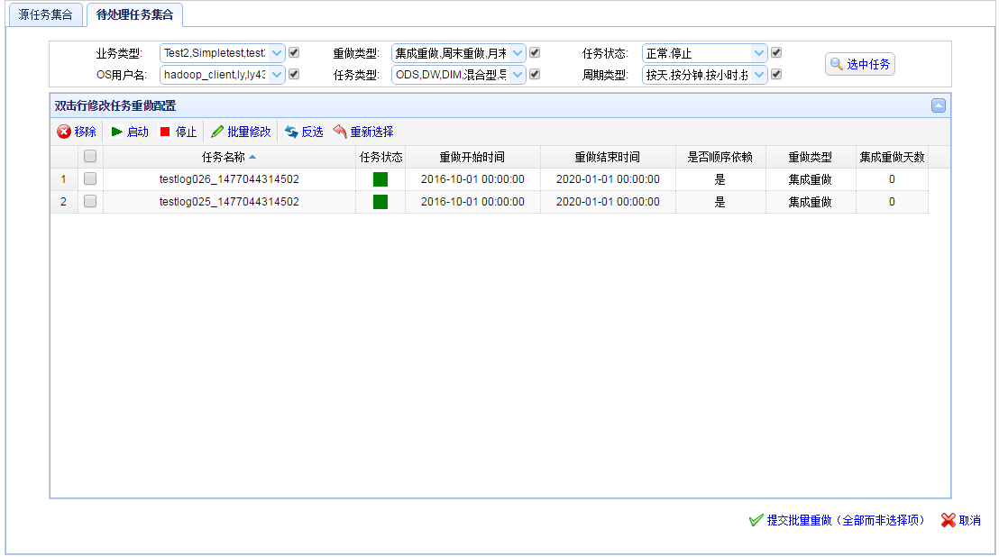 源任务集合 待处理任务集合
业务类型: Test2,Simpletest,test 重做类型: 集成重做,周末重做,月末 任务状态: 正常,停止
选中任务
OS用户名: hadoop_client,ly,ly43 任务类型: ODS,DW,DIM,混合型, 周期类型: 按天,按分钟,按小时,
双击行修改任务重做配置
移除 启动 停止 批量修改 反选 重新选择
任务名称 任务状态 重做开始时间 重做结束时间 是否顺序依赖 重做类型 集成重做天数
1 testlog026_1477044314502 2016-10-01 00:00:00 2020-01-01 00:00:00 是 集成重做 0
2 testlog025_1477044314502 2016-10-01 00:00:00 2020-01-01 00:00:00 是 集成重做 0
提交批量重做（全部而非选择项） 取消